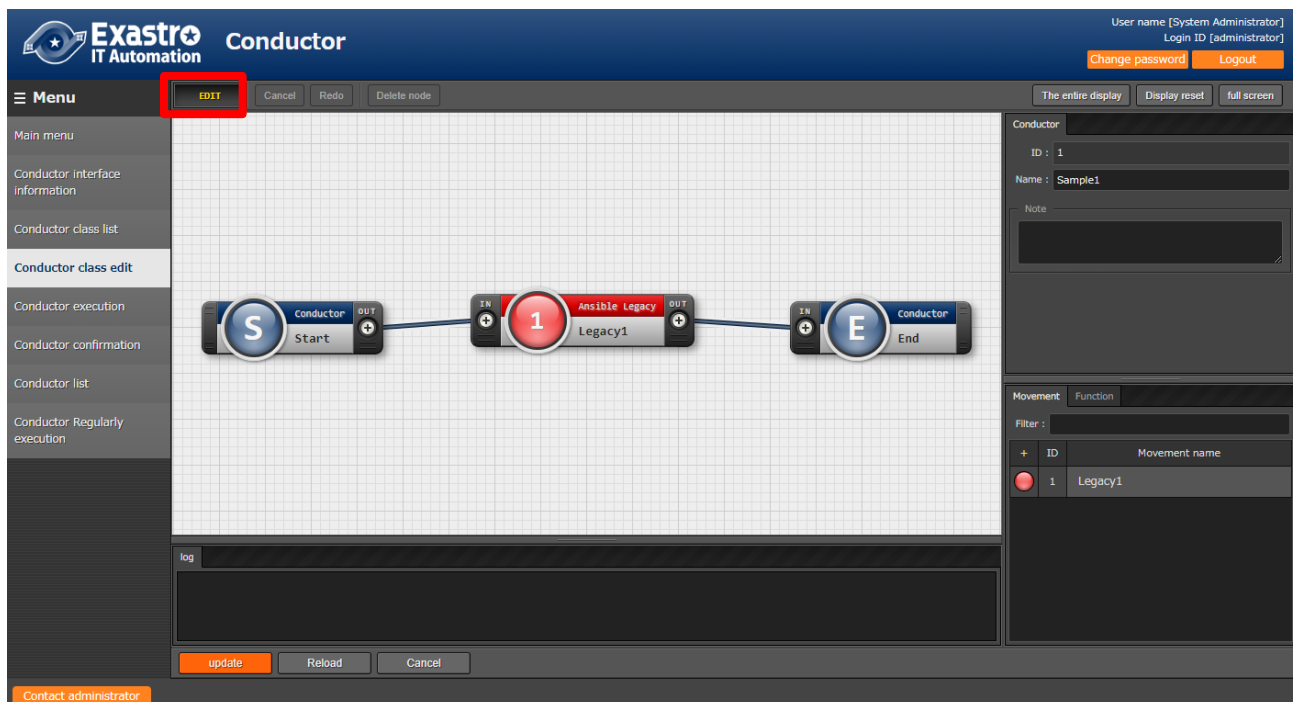 Exastro
IT Automation
Conductor
User name [System Administrator]
Login ID [administrator]
Change password
Logout
☰ Menu
EDIT
Cancel
Redo
Delete node
The entire display
Display reset
full screen
Main menu
Conductor interface
information
Conductor class list
Conductor class edit
Conductor execution
Conductor confirmation
Conductor list
Conductor Regularly
execution
S
Conductor
Start
OUT
IN
1
Ansible Legacy
Legacy1
OUT
IN
E
Conductor
End
Conductor
ID : 1
Name : Sample1
Note
Movement
Function
Filter :
+ ID Movement name
1 Legacy1
log
update
Reload
Cancel
Contact administrator